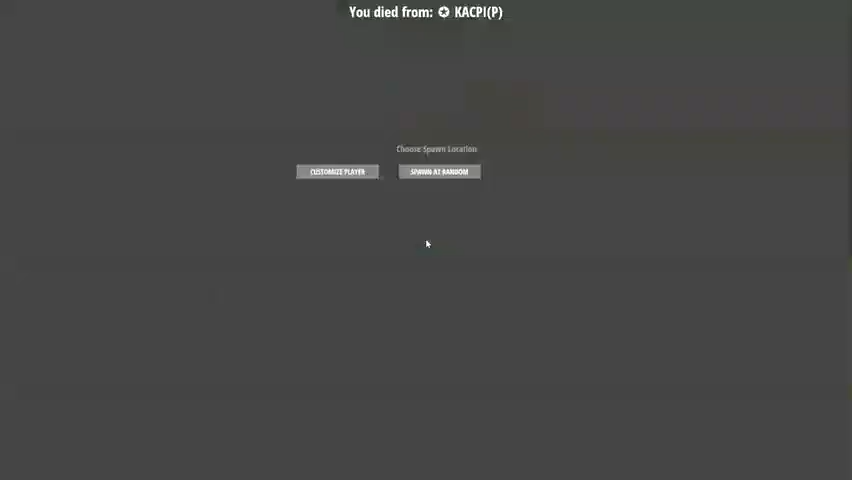 You died from: ✪ KACPI(P)
Choose Spawn Location
CUSTOMIZE PLAYER
SPAWN AT RANDOM